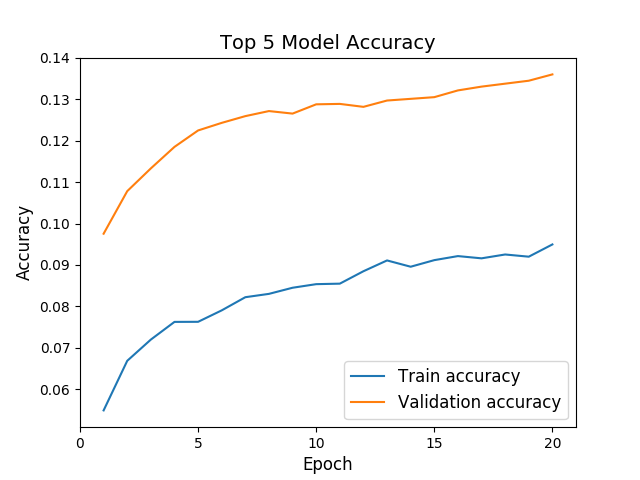 Top 5 Model Accuracy
0.14
0.13
0.12
0.11
0.10
0.09
0.08
0.07
0.06
Accuracy
0
5
10
15
20
Epoch
Train accuracy
Validation accuracy